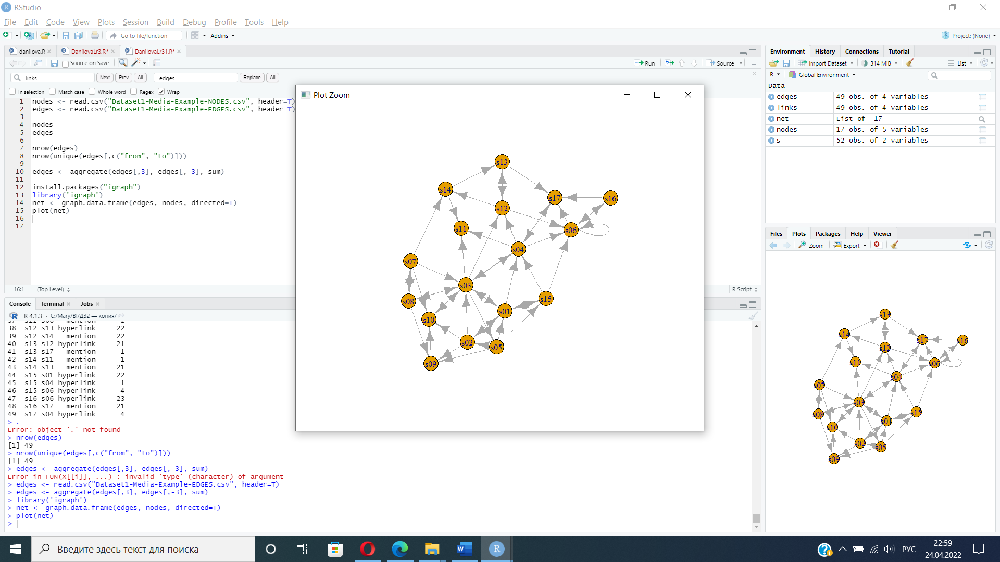 RStudio
File Edit Code View Plots Session Build Debug Profile Tools Help
Go to file/function Addins Project: (None)
danilova.R DanilovaLr3.R* DanilovaLr31.R*
Source on Save Run Source
links Next Prev All edges Replace All
In selection Match case Whole word Regex Wrap
1 nodes <- read.csv("Dataset1-Media-Example-NODES.csv", header=T)
2 edges <- read.csv("Dataset1-Media-Example-EDGES.csv", header=T)
3
4 nodes
5 edges
6
7 nrow(edges)
8 nrow(unique(edges[,c("from", "to")]))
9
10 edges <- aggregate(edges[,3], edges[,-3], sum)
11
12 install.packages("igraph")
13 library('igraph')
14 net <- graph.data.frame(edges, nodes, directed=T)
15 plot(net)
16
17
16:1 (Top Level) R Script
Console Terminal Jobs
R 4.1.3 · C:/Mary/BI/ДЗ2 — копия/
38 s12 s13 hyperlink 22
39 s12 s14 mention 22
40 s13 s12 hyperlink 21
41 s13 s17 mention 1
42 s14 s11 mention 1
43 s14 s13 mention 21
44 s15 s01 hyperlink 22
45 s15 s04 hyperlink 1
46 s15 s06 hyperlink 4
47 s16 s06 hyperlink 23
48 s16 s17 mention 21
49 s17 s04 hyperlink 4
> .
Error: object '.' not found
> nrow(edges)
[1] 49
> nrow(unique(edges[,c("from", "to")]))
[1] 49
> edges <- aggregate(edges[,3], edges[,-3], sum)
Error in FUN(X[[i]], ...) : invalid 'type' (character) of argument
> edges <- read.csv("Dataset1-Media-Example-EDGES.csv", header=T)
> edges <- aggregate(edges[,3], edges[,-3], sum)
> library('igraph')
> net <- graph.data.frame(edges, nodes, directed=T)
> plot(net)
>
Plot Zoom
s13
s14
s17
s16
s12
s11
s06
s04
s07
s03
s08
s15
s01
s10
s02
s05
s09
Environment History Connections Tutorial
Import Dataset 314 MiB List
R Global Environment
Data
edges 49 obs. of 4 variables
links 49 obs. of 4 variables
net List of 17
nodes 17 obs. of 5 variables
s 52 obs. of 2 variables
Files Plots Packages Help Viewer
Zoom Export
s13
s14
s17
s16
s12
s11
s06
s04
s07
s03
s08
s15
s01
s10
s02
s05
s09
Введите здесь текст для поиска
W
R
РУС
22:59
24.04.2022